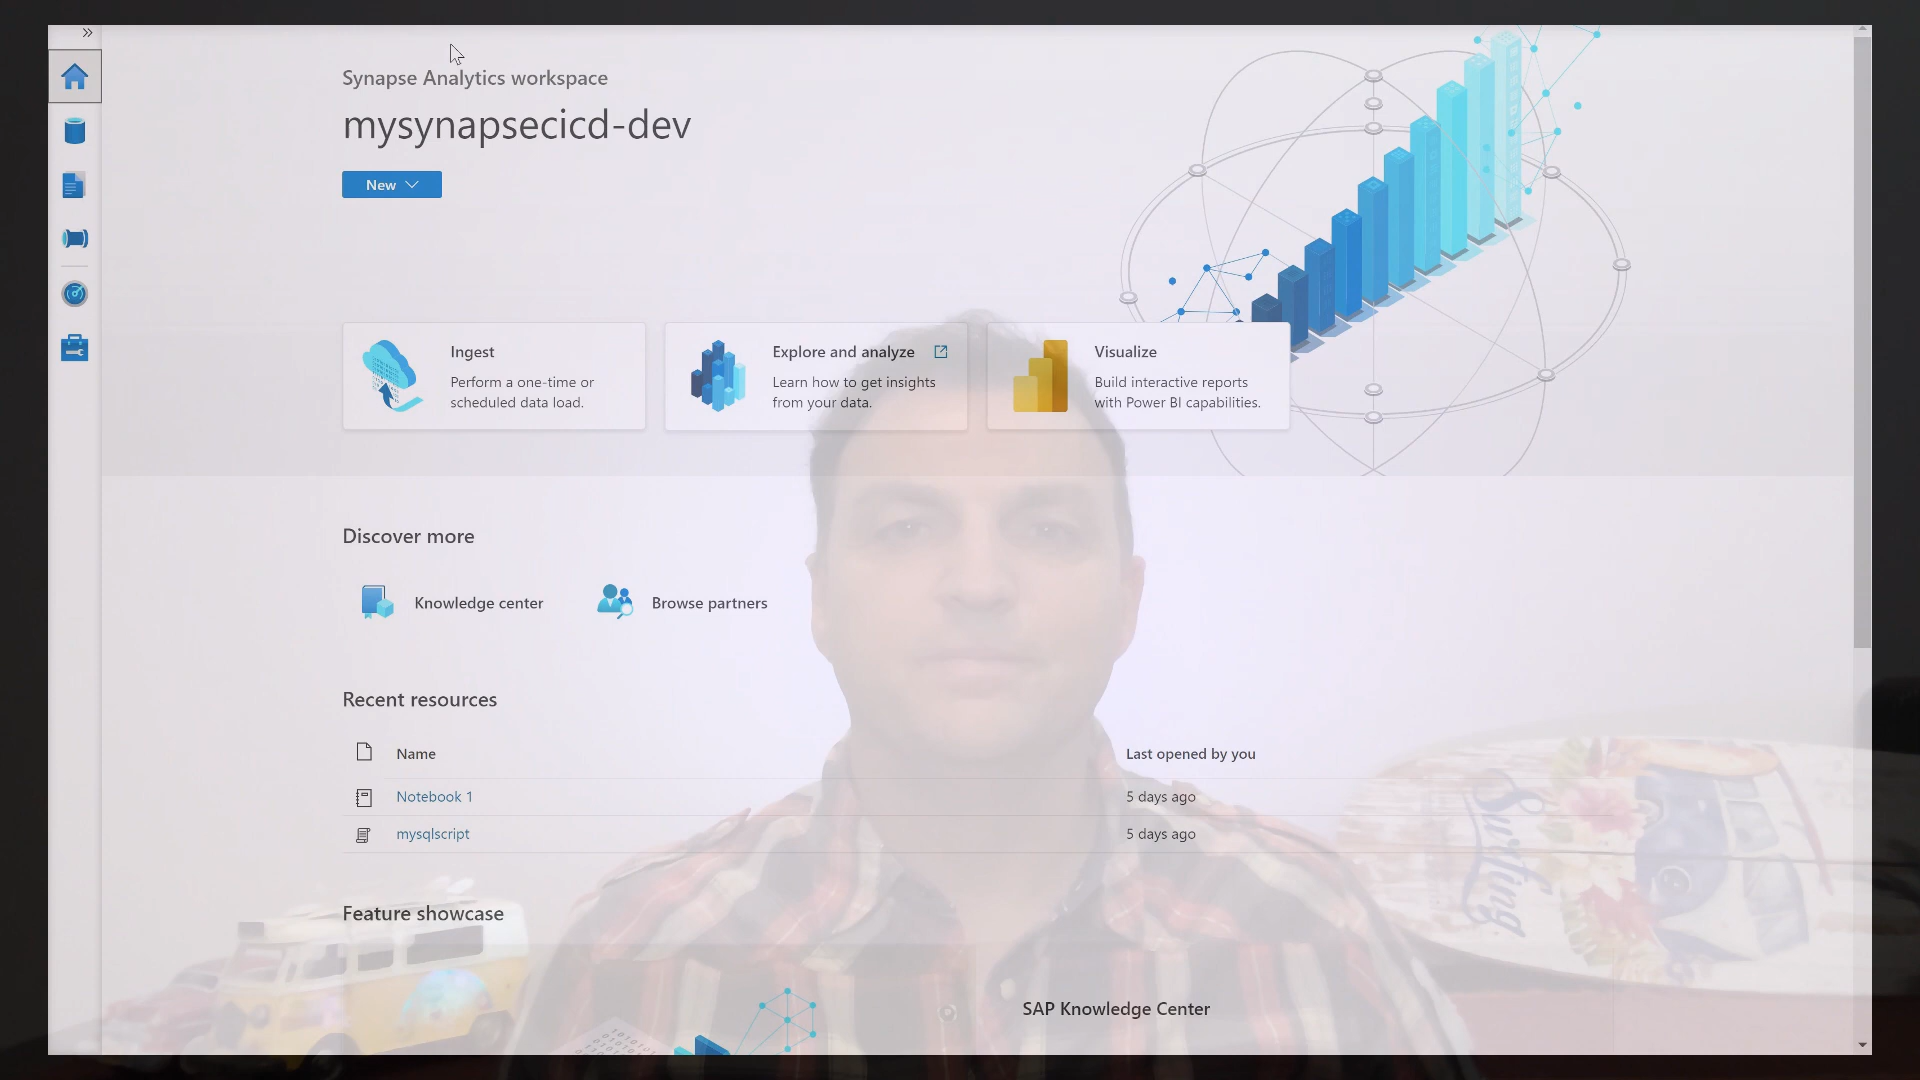 Synapse Analytics workspace
mysynapsecicd-dev
New
Ingest
Perform a one-time or
scheduled data load.
Explore and analyze
Learn how to get insights
from your data.
Visualize
Build interactive reports
with Power BI capabilities.
Discover more
Knowledge center
Browse partners
Recent resources
Name
Last opened by you
Notebook 1
5 days ago
mysqlscript
5 days ago
Surfing
Feature showcase
SAP Knowledge Center